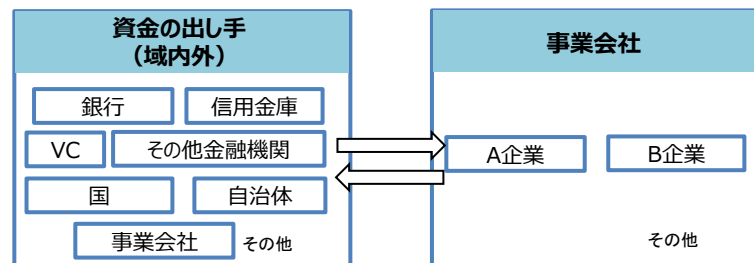 資金の出し手
（域内外）
銀行
信用金庫
VC
その他金融機関
国
自治体
事業会社
その他
事業会社
A企業
B企業
その他